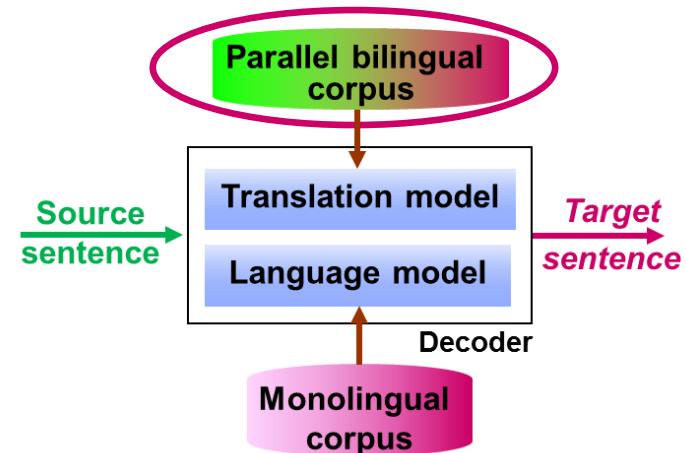 Parallel bilingual
corpus
Translation model
Source
sentence
Target
sentence
Language model
Decoder
Monolingual
corpus